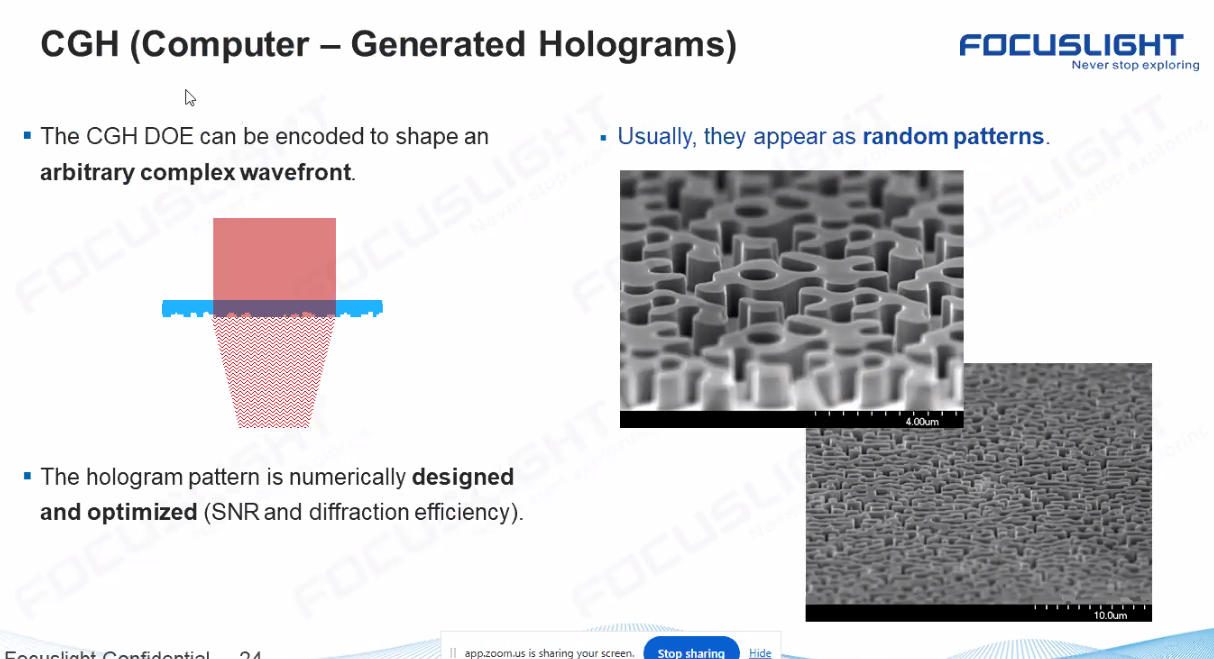 CGH (Computer – Generated Holograms)
FOCUSLIGHT
Never stop exploring
▪ The CGH DOE can be encoded to shape an
arbitrary complex wavefront.
▪ Usually, they appear as random patterns.
4.00um
10.0um
▪ The hologram pattern is numerically designed
and optimized (SNR and diffraction efficiency).
Focuslight Confidential 24
app.zoom.us is sharing your screen.
Stop sharing
Hide